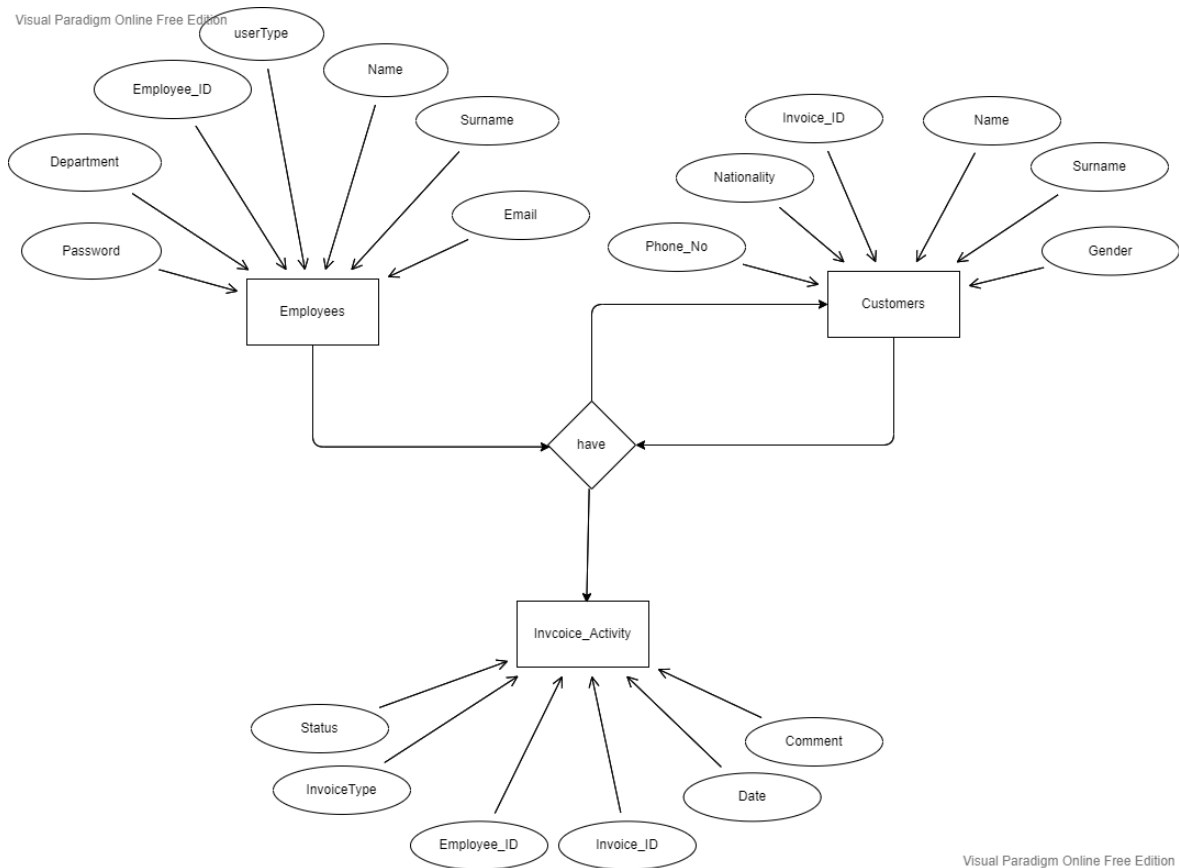 Visual Paradigm Online Free Edition
userType
Name
Employee_ID
Surname
Department
Email
Password
Employees
Invoice_ID
Name
Nationality
Surname
Phone_No
Gender
Customers
have
Invcoice_Activity
Status
Comment
InvoiceType
Date
Employee_ID
Invoice_ID
Visual Paradigm Online Free Edition